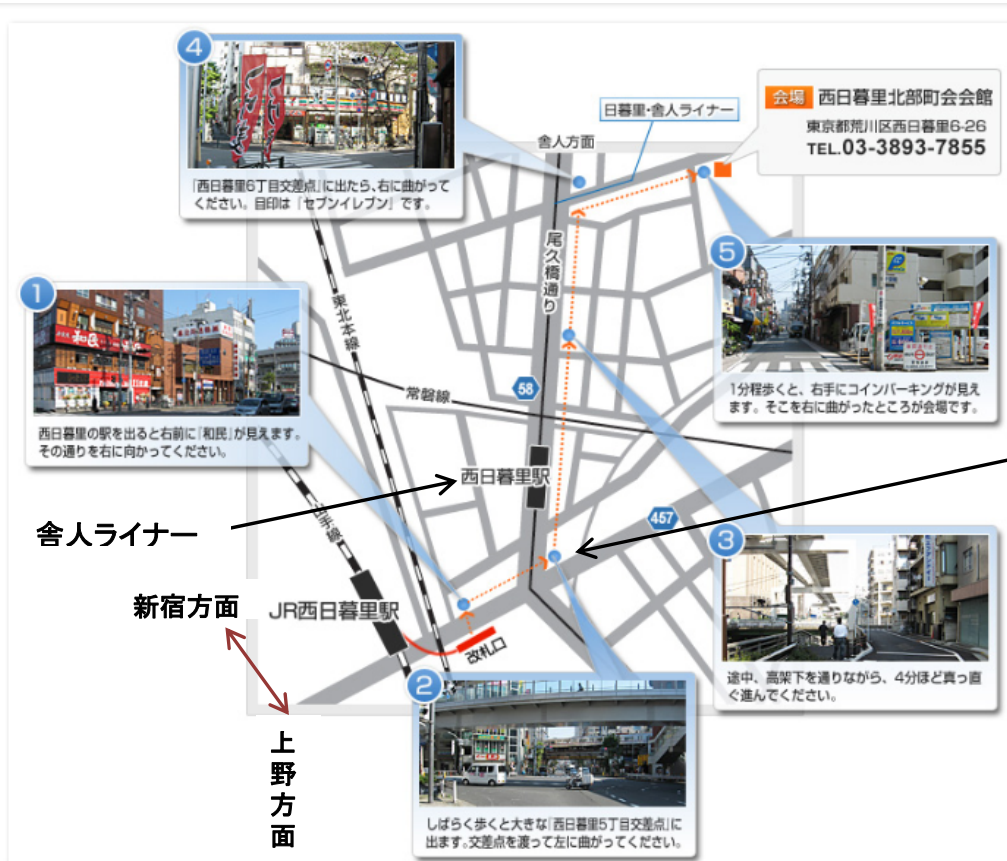 4
「西日暮里6丁目交差点」に出たら、右に曲がって
ください。目印は「セブンイレブン」です。
日暮里・舎人ライナー
舎人方面
会場 西日暮里北部町会会館
東京都荒川区西日暮里6-26
TEL.03-3893-7855
1
和民
西日暮里の駅を出ると右前に「和民」が見えます。
その通りを右に向かってください。
東北本線
尾久橋通り
5
1分程歩くと、右手にコインパーキングが見え
ます。そこを右に曲がったところが会場です。
常磐線
58
西日暮里駅
457
舎人ライナー
手線
新宿方面
JR西日暮里駅
改札口
3
途中、高架下を通りながら、4分ほど真っ直
ぐ進んでください。
2
しばらく歩くと大きな「西日暮里5丁目交差点」に
出ます。交差点を渡って左に曲がってください。
上野方面